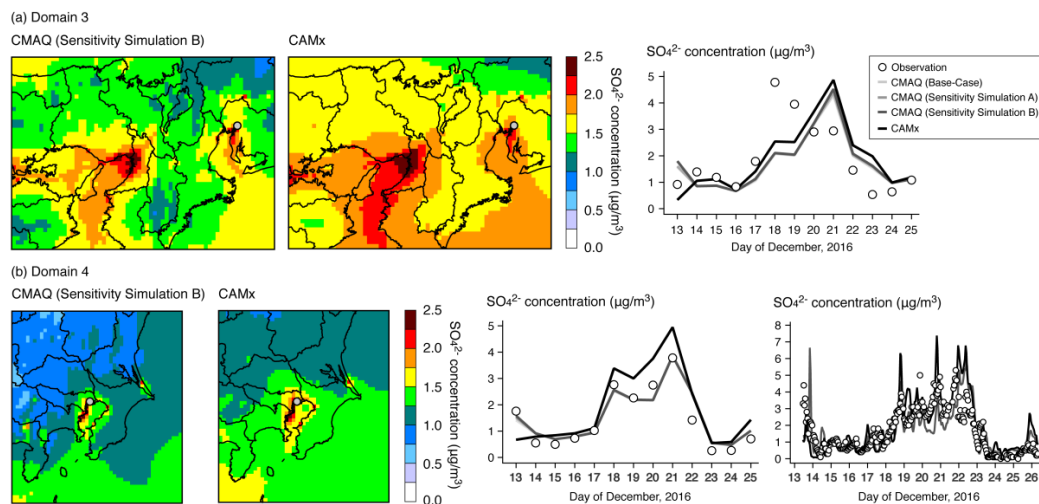 (a) Domain 3
CMAQ (Sensitivity Simulation B)
CAMx
2.5
2.0
1.5
1.0
0.5
0.0
SO₄²⁻ concentration (μg/m³)
SO₄²⁻ concentration (μg/m³)
5
4
3
2
1
0
13 14 15 16 17 18 19 20 21 22 23 24 25
Day of December, 2016
Observation
CMAQ (Base-Case)
CMAQ (Sensitivity Simulation A)
CMAQ (Sensitivity Simulation B)
CAMx
(b) Domain 4
CMAQ (Sensitivity Simulation B)
CAMx
2.5
2.0
1.5
1.0
0.5
0.0
SO₄²⁻ concentration (μg/m³)
SO₄²⁻ concentration (μg/m³)
5
4
3
2
1
0
13 14 15 16 17 18 19 20 21 22 23 24 25
Day of December, 2016
SO₄²⁻ concentration (μg/m³)
8
7
6
5
4
3
2
1
0
13 14 15 16 17 18 19 20 21 22 23 24 25 26
Day of December, 2016